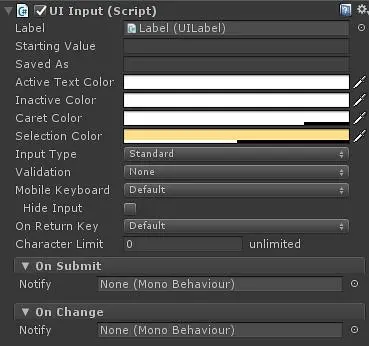 UI Input (Script)
Label Label (UILabel)
Starting Value
Saved As
Active Text Color
Inactive Color
Caret Color
Selection Color
Input Type Standard
Validation None
Mobile Keyboard Default
Hide Input
On Return Key Default
Character Limit 0 unlimited
On Submit
Notify None (Mono Behaviour)
On Change
Notify None (Mono Behaviour)